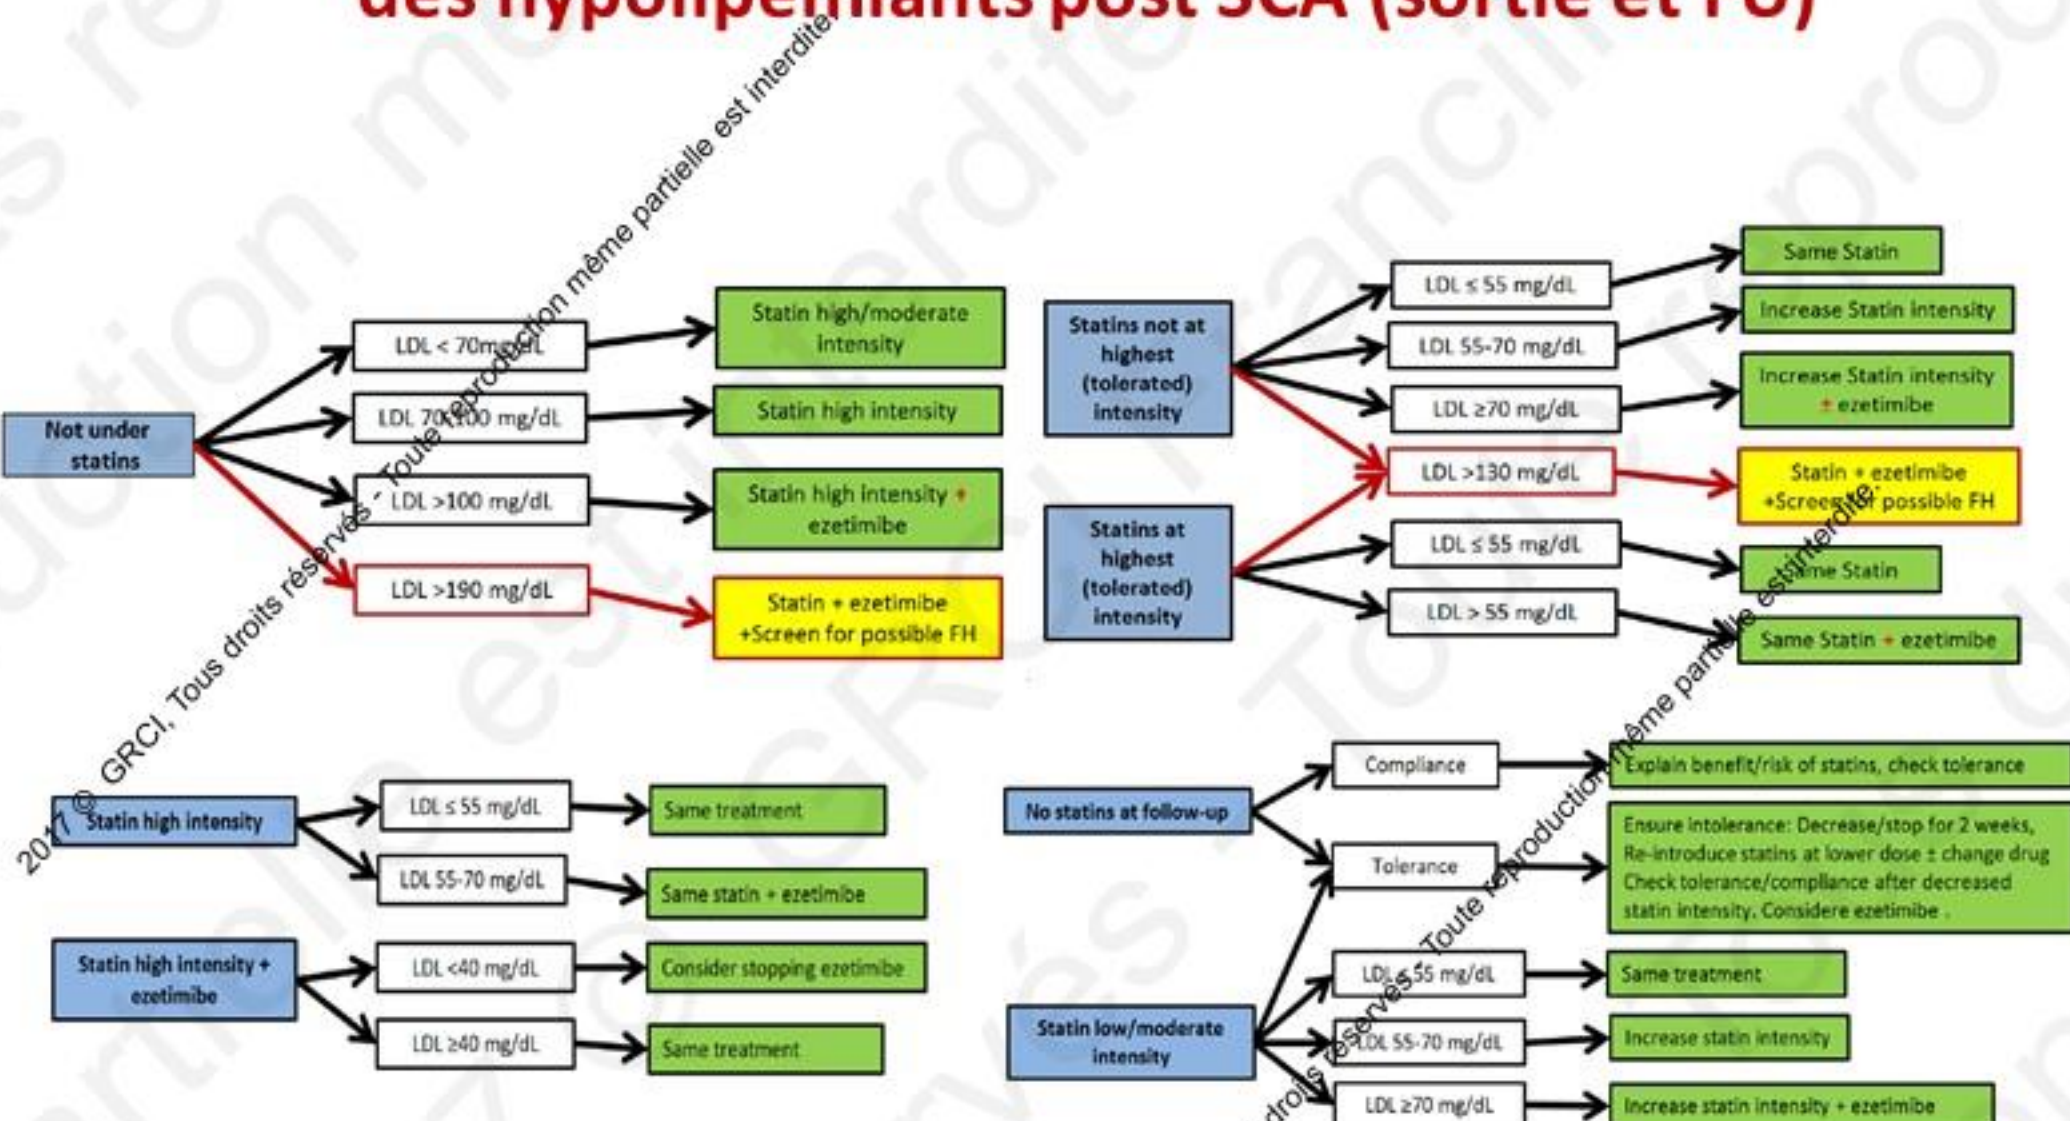 des hypolipémiants post SCA (sortie et FU)
Not under
statins
LDL < 70mg/dL
Statin high/moderate
intensity
LDL 70-100 mg/dL
Statin high intensity
LDL >100 mg/dL
Statin high intensity +
ezetimibe
LDL >190 mg/dL
Statin + ezetimibe
+Screen for possible FH
Statins not at
highest
(tolerated)
intensity
LDL ≤ 55 mg/dL
Same Statin
LDL 55-70 mg/dL
Increase Statin intensity
LDL ≥70 mg/dL
Increase Statin intensity
± ezetimibe
LDL >130 mg/dL
Statin + ezetimibe
+Screen for possible FH
Statins at
highest
(tolerated)
intensity
LDL ≤ 55 mg/dL
Same Statin
LDL > 55 mg/dL
Same Statin + ezetimibe
Statin high intensity
LDL ≤ 55 mg/dL
Same treatment
LDL 55-70 mg/dL
Same statin + ezetimibe
Statin high intensity +
ezetimibe
LDL <40 mg/dL
Consider stopping ezetimibe
LDL ≥40 mg/dL
Same treatment
No statins at follow-up
Compliance
Explain benefit/risk of statins, check tolerance
Tolerance
Ensure intolerance: Decrease/stop for 2 weeks,
Re-introduce statins at lower dose ± change drug
Check tolerance/compliance after decreased
statin intensity. Considere ezetimibe .
Statin low/moderate
intensity
LDL ≤ 55 mg/dL
Same treatment
LDL 55-70 mg/dL
Increase statin intensity
LDL ≥70 mg/dL
Increase statin intensity + ezetimibe
2017 © GRCI, Tous droits réservés - Toute reproduction même partielle est interdite.
droits réservés - Toute reproduction même partielle est interdite.